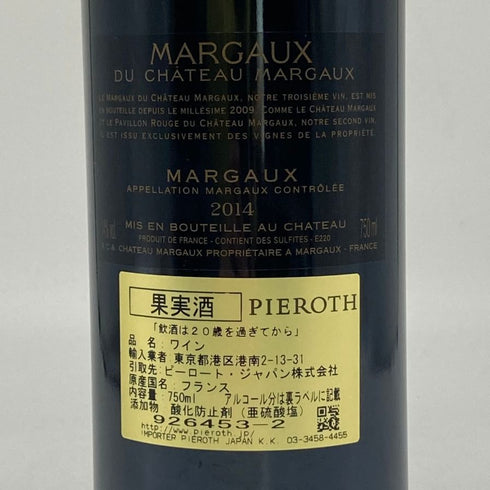 MARGAUX
DU CHÂTEAU MARGAUX
LE MARGAUX DU CHÂTEAU MARGAUX, NOTRE TROISIÈME VIN, EST MIS
EN BOUTEILLE DEPUIS LE MILLÉSIME 2009. COMME LE CHÂTEAU MARGAUX
ET LE PAVILLON ROUGE DU CHÂTEAU MARGAUX, NOTRE SECOND VIN,
IL EST ISSU EXCLUSIVEMENT DES VIGNES DE LA PROPRIÉTÉ.
MARGAUX
APPELLATION MARGAUX CONTRÔLÉE
2014
MIS EN BOUTEILLE AU CHATEAU
vol. PRODUIT DE FRANCE - CONTIENT DES SULFITES - E220 750 ml
S.C.A. CHATEAU MARGAUX PROPRIÉTAIRE A MARGAUX - FRANCE
果実酒 PIEROTH
「飲酒は20歳を過ぎてから」
品名:ワイン
輸入業者 東京都港区港南2-13-31
引取先:ピーロート・ジャパン株式会社
原産国名:フランス
内容量:750ml アルコール分は裏ラベルに記載
添加物 酸化防止剤(亜硫酸塩)
926453-2
http://www.pieroth.jp
IMPORTER PIEROTH JAPAN K.K. 03-3458-4455